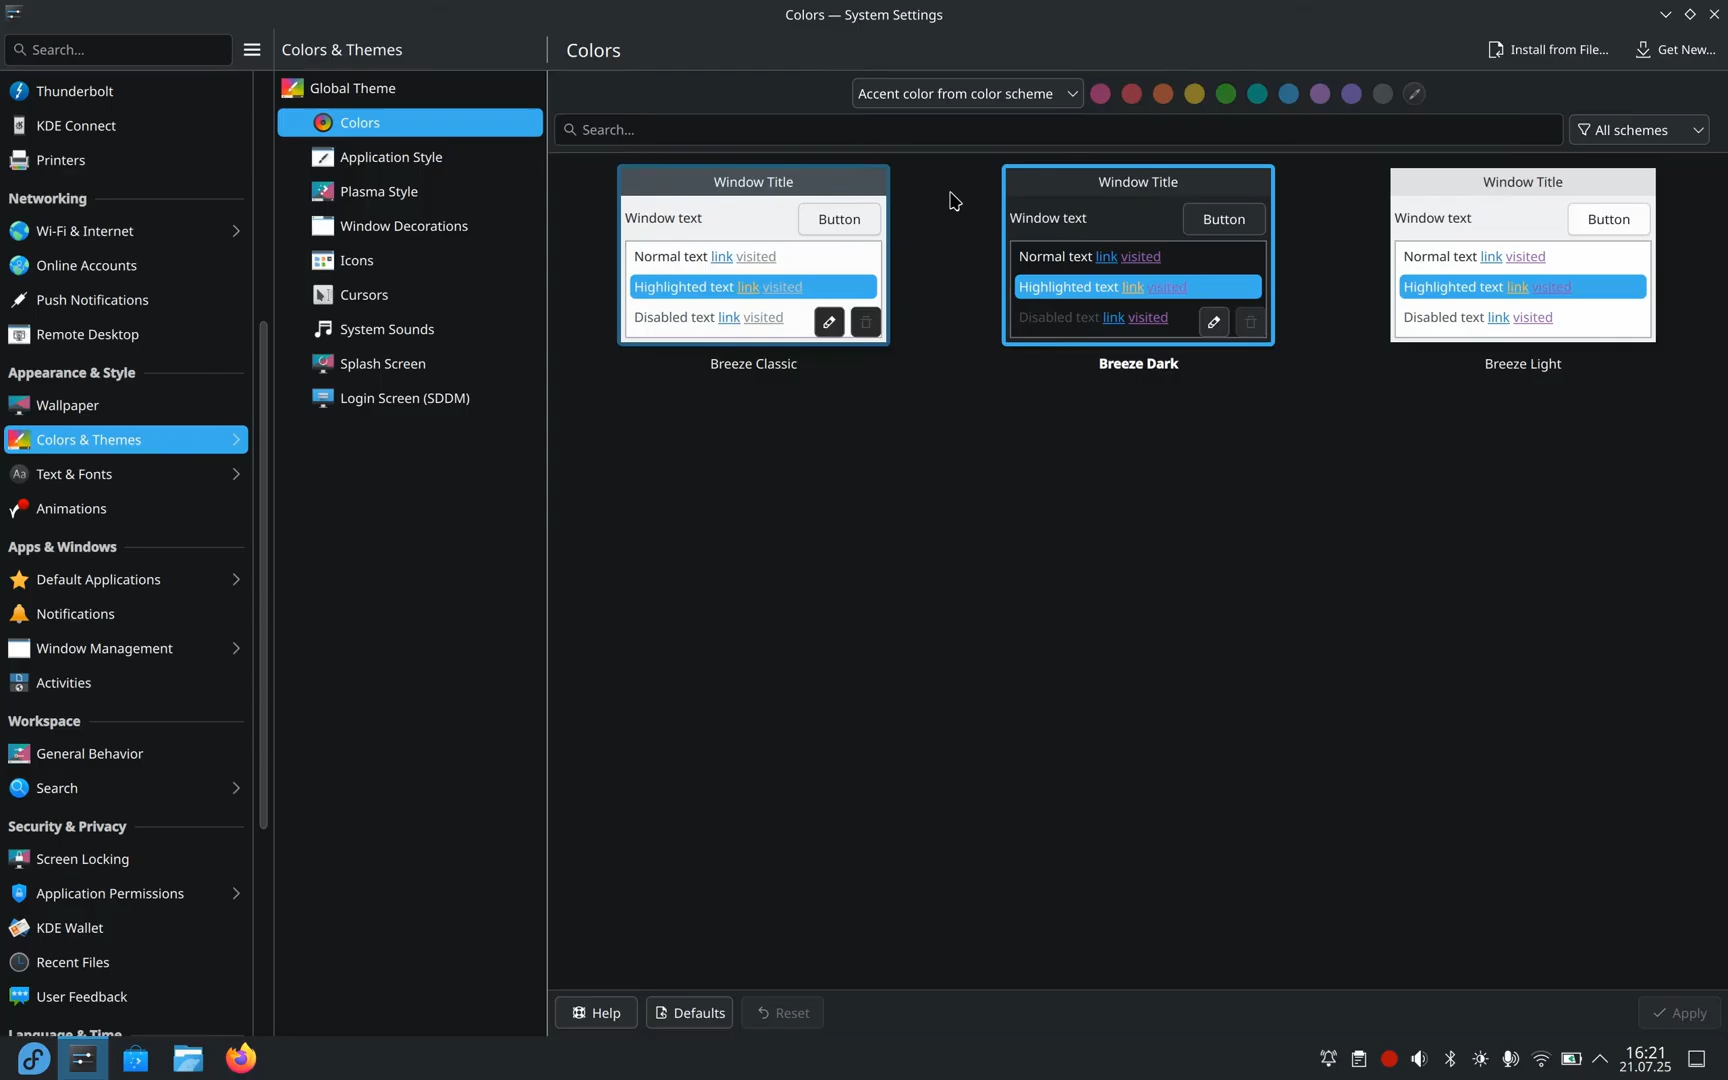 Colors — System Settings
Search...
Colors & Themes
Colors
Install from File...
Get New...
Thunderbolt
KDE Connect
Printers
Networking
Wi-Fi & Internet
Online Accounts
Push Notifications
Remote Desktop
Appearance & Style
Wallpaper
Colors & Themes
Text & Fonts
Animations
Apps & Windows
Default Applications
Notifications
Window Management
Activities
Workspace
General Behavior
Search
Security & Privacy
Screen Locking
Application Permissions
KDE Wallet
Recent Files
User Feedback
Language & Time
Global Theme
Colors
Application Style
Plasma Style
Window Decorations
Icons
Cursors
System Sounds
Splash Screen
Login Screen (SDDM)
Accent color from color scheme
Search...
All schemes
Window Title
Window text
Button
Normal text link visited
Highlighted text link visited
Disabled text link visited
Breeze Classic
Window Title
Window text
Button
Normal text link visited
Highlighted text link visited
Disabled text link visited
Breeze Dark
Window Title
Window text
Button
Normal text link visited
Highlighted text link visited
Disabled text link visited
Breeze Light
Help
Defaults
Reset
Apply
16:21
21.07.25